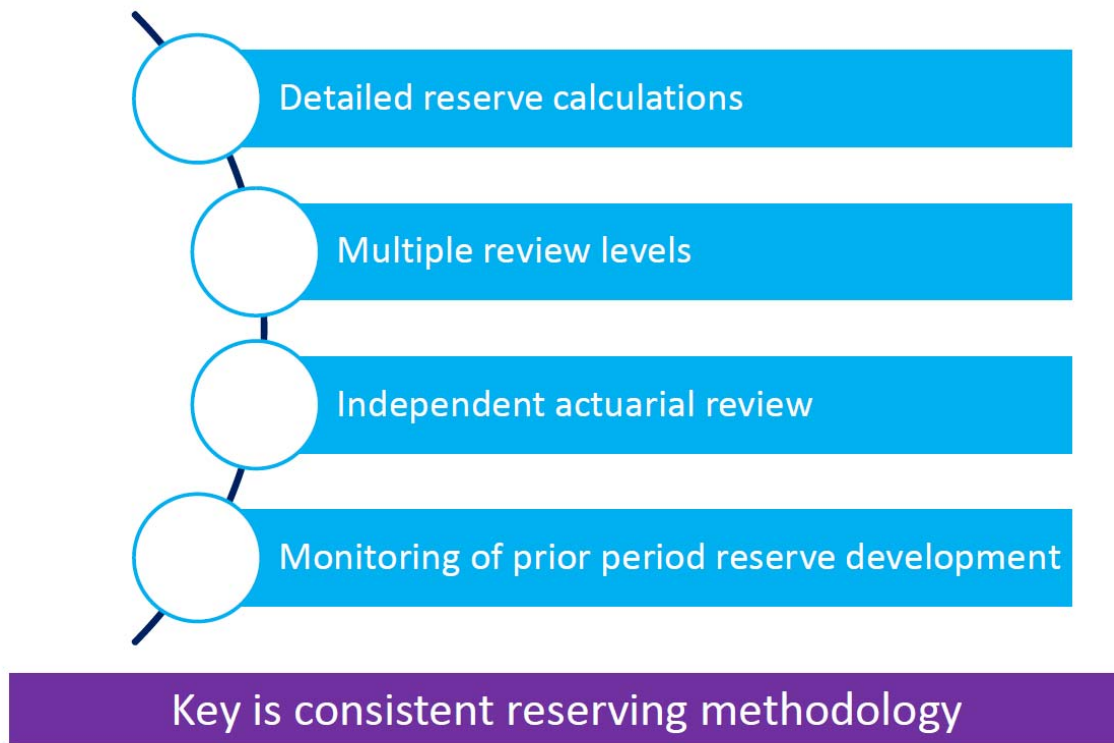 Detailed reserve calculations
Multiple review levels
Independent actuarial review
Monitoring of prior period reserve development
Key is consistent reserving methodology